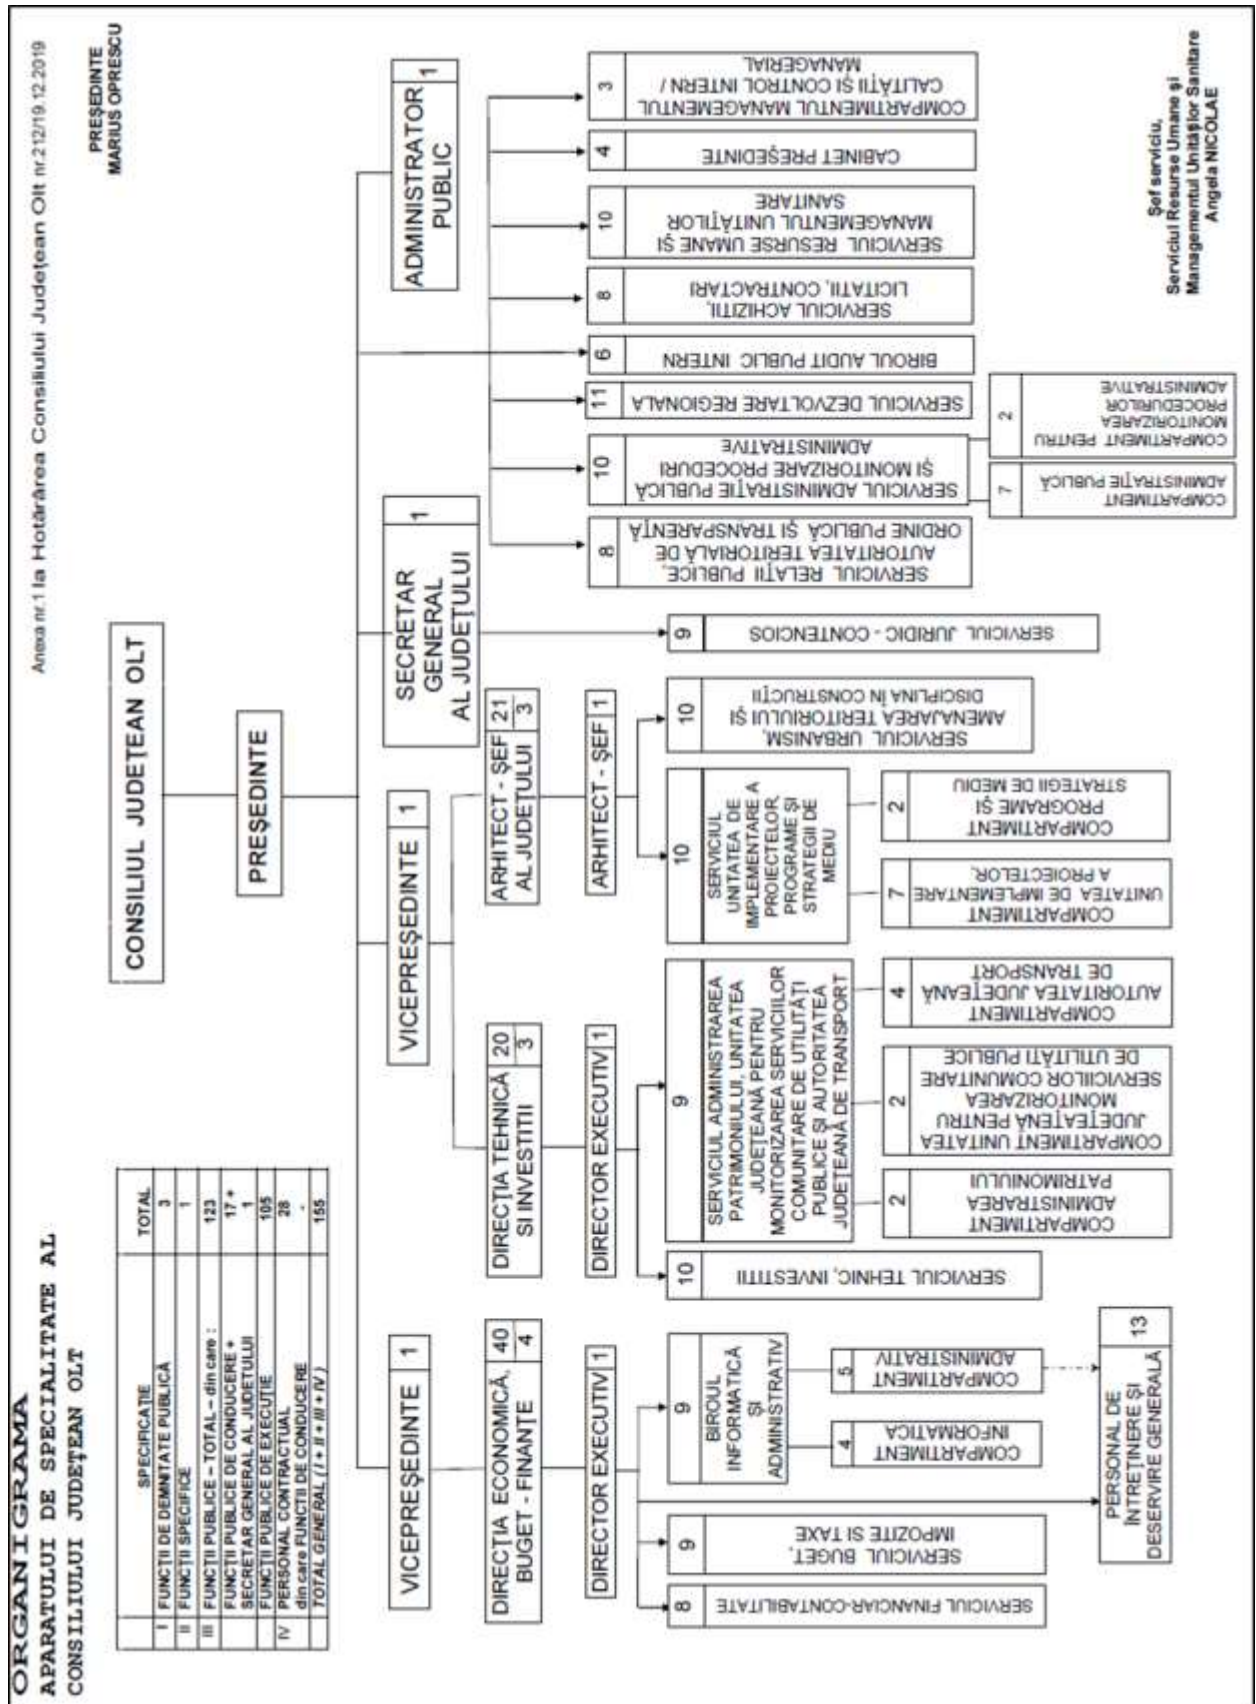 ORGANIGRAMA
APARATULUI DE SPECIALITATE AL
CONSILIULUI JUDEȚEAN OLT
Anexa nr.1 la Hotărârea Consiliului Județean Olt nr.212/19.12.2019
PREȘEDINTE
MARIUS OPRESCU
SPECIFICAȚIE TOTAL
I FUNCȚII DE DEMNITATE PUBLICĂ 3
II FUNCȚII SPECIFICE 1
III FUNCȚII PUBLICE – TOTAL – din care : 123
FUNCȚII PUBLICE DE CONDUCERE + 17 +
SECRETAR GENERAL AL JUDEȚULUI 1
FUNCȚII PUBLICE DE EXECUȚIE 105
IV PERSONAL CONTRACTUAL 28
din care FUNCȚII DE CONDUCERE -
TOTAL GENERAL ( I + II + III + IV ) 155
CONSILIUL JUDEȚEAN OLT
PREȘEDINTE
VICEPREȘEDINTE 1
VICEPREȘEDINTE 1
SECRETAR
GENERAL
AL JUDEȚULUI
1
ADMINISTRATOR
PUBLIC
1
DIRECȚIA ECONOMICĂ, 40
BUGET - FINANȚE 4
DIRECȚIA TEHNICĂ 20
SI INVESTITII 3
ARHITECT - ȘEF 21
AL JUDEȚULUI 3
DIRECTOR EXECUTIV 1
DIRECTOR EXECUTIV 1
ARHITECT - ȘEF 1
8
SERVICIUL FINANCIAR-CONTABILITATE
9
SERVICIUL BUGET,
IMPOZITE SI TAXE
9
BIROUL
INFORMATICĂ
ȘI
ADMINISTRATIV
4
COMPARTIMENT
INFORMATICA
5
COMPARTIMENT
ADMINISTRATIV
PERSONAL DE
ÎNTREȚINERE ȘI
DESERVIRE GENERALĂ
13
10
SERVICIUL TEHNIC, INVESTITII
9
SERVICIUL ADMINISTRAREA
PATRIMONIULUI, UNITATEA
JUDEȚEANĂ PENTRU
MONITORIZAREA SERVICIILOR
COMUNITARE DE UTILITĂȚI
PUBLICE ȘI AUTORITATEA
JUDEȚEANĂ DE TRANSPORT
2
COMPARTIMENT
ADMINISTRAREA
PATRIMONIULUI
2
COMPARTIMENT UNITATEA
JUDEȚEAȚENĂ PENTRU
MONITORIZAREA
SERVICIILOR COMUNITARE
DE UTILITĂȚI PUBLICE
4
COMPARTIMENT
AUTORITATEA JUDEȚEANĂ
DE TRANSPORT
10
SERVICIUL
UNITATEA DE
IMPLEMENTARE A
PROIECTELOR,
PROGRAME ȘI
STRATEGII DE
MEDIU
7
COMPARTIMENT
UNITATEA DE IMPLEMENTARE
A PROIECTELOR,
2
COMPARTIMENT
PROGRAME ȘI
STRATEGII DE MEDIU
10
SERVICIUL URBANISM,
AMENAJAREA TERITORIULUI ȘI
DISCIPLINA ÎN CONSTRUCȚII
9
SERVICIUL JURIDIC - CONTENCIOS
8
SERVICIUL RELAȚII PUBLICE,
AUTORITATEA TERITORIALĂ DE
ORDINE PUBLICĂ SI TRANSPARENȚĂ
10
SERVICIUL ADMINISTRAȚIE PUBLICĂ
ȘI MONITORIZARE PROCEDURI
ADMINISTRATIVE
7
COMPARTIMENT
ADMINISTRAȚIE PUBLICĂ
2
COMPARTIMENT PENTRU
MONITORIZAREA
PROCEDURILOR
ADMINISTRATIVE
11
SERVICIUL DEZVOLTARE REGIONALA
6
BIROUL AUDIT PUBLIC INTERN
8
SERVICIUL ACHIZITII,
LICITATII, CONTRACTARI
10
SERVICIUL RESURSE UMANE ȘI
MANAGEMENTUL UNITĂȚILOR
SANITARE
4
CABINET PREȘEDINTE
3
COMPARTIMENTUL MANAGEMENTUL
CALITĂȚII ȘI CONTROL INTERN /
MANAGERIAL
Șef serviciu,
Serviciul Resurse Umane și
Managementul Unităților Sanitare
Angela NICOLAE